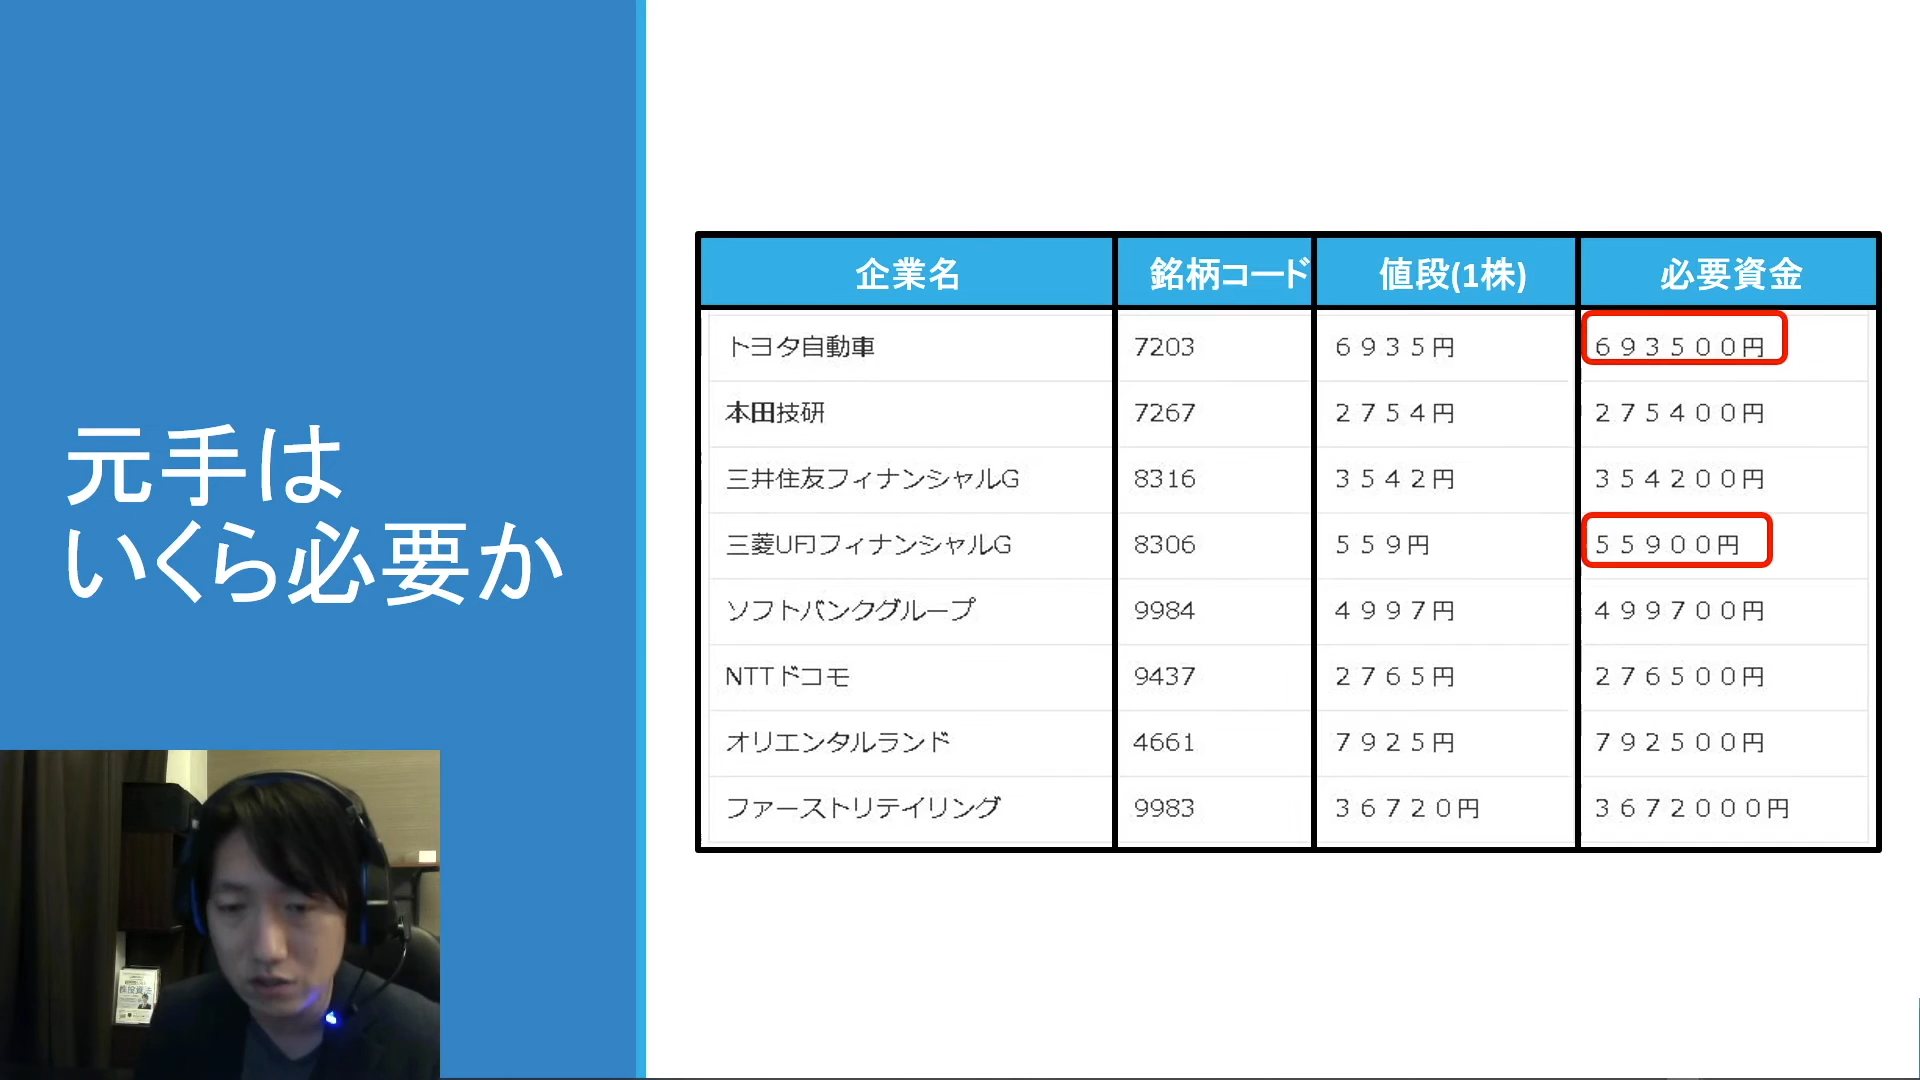 元手は
いくら必要か
企業名 銘柄コード 値段(1株) 必要資金
トヨタ自動車 7203 6935円 693500円
本田技研 7267 2754円 275400円
三井住友フィナンシャルG 8316 3542円 354200円
三菱UFJフィナンシャルG 8306 559円 55900円
ソフトバンクグループ 9984 4997円 499700円
NTTドコモ 9437 2765円 276500円
オリエンタルランド 4661 7925円 792500円
ファーストリテイリング 9983 36720円 3672000円